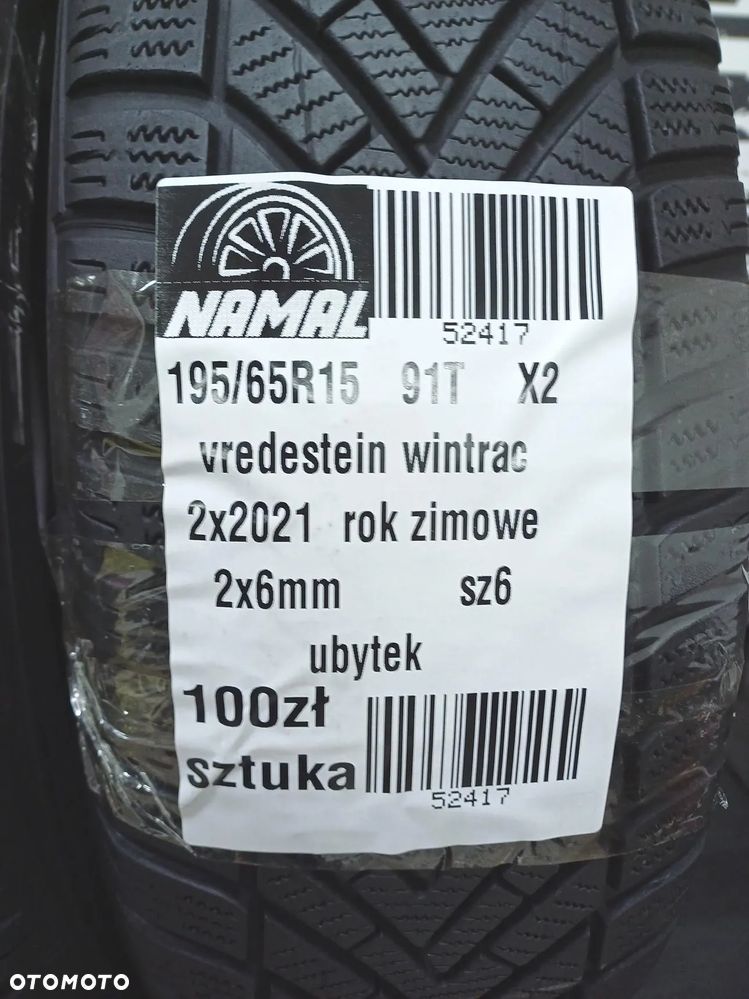 NAMAL
52417
195/65R15 91T X2
vredestein wintrac
2x2021 rok zimowe
2x6mm sz6
ubytek
100zł
sztuka
52417
OTOMOTO